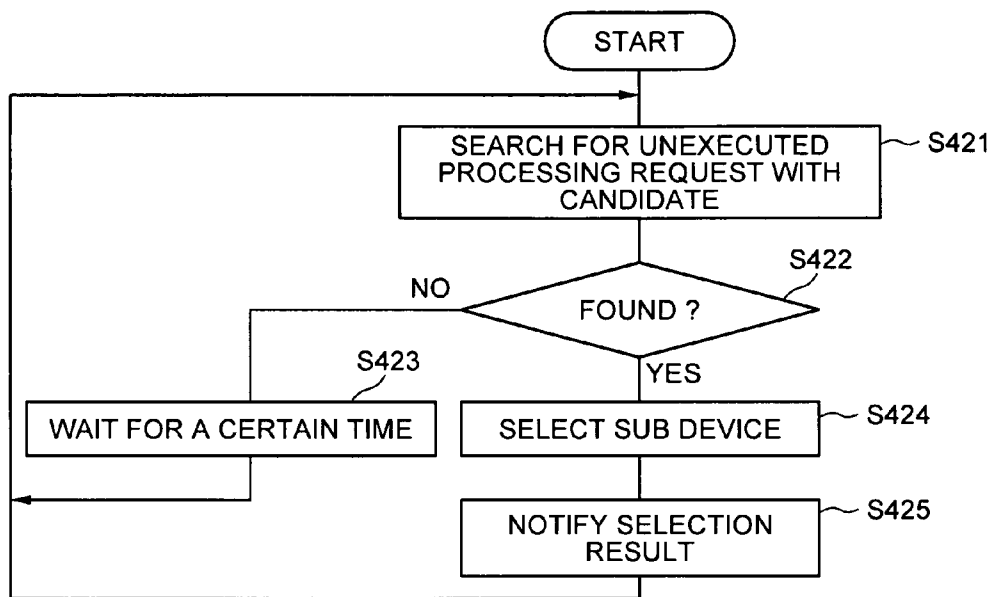 START
SEARCH FOR UNEXECUTED
PROCESSING REQUEST WITH
CANDIDATE
S421
S422
NO
FOUND ?
YES
S423
WAIT FOR A CERTAIN TIME
SELECT SUB DEVICE
S424
NOTIFY SELECTION
RESULT
S425